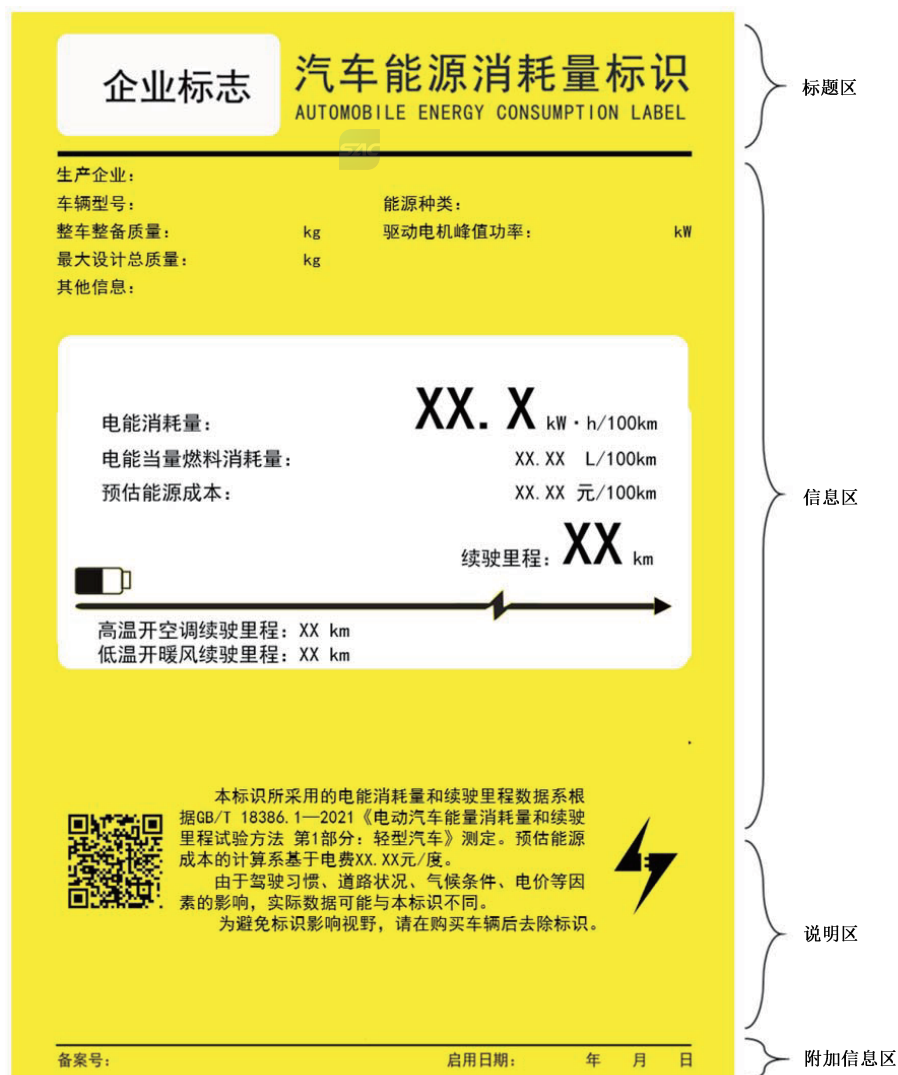 企业标志
汽车能源消耗量标识
AUTOMOBILE ENERGY CONSUMPTION LABEL
标题区
SAC
生产企业：
车辆型号： 能源种类：
整车整备质量： kg 驱动电机峰值功率： kW
最大设计总质量： kg
其他信息：
电能消耗量： XX.X kW·h/100km
电能当量燃料消耗量： XX.XX L/100km
预估能源成本： XX.XX 元/100km
信息区
续驶里程：XX km
高温开空调续驶里程：XX km
低温开暖风续驶里程：XX km
本标识所采用的电能消耗量和续驶里程数据系根
据GB/T 18386.1—2021《电动汽车能量消耗量和续驶
里程试验方法 第1部分：轻型汽车》测定。预估能源
成本的计算系基于电费XX.XX元/度。
由于驾驶习惯、道路状况、气候条件、电价等因
素的影响，实际数据可能与本标识不同。
为避免标识影响视野，请在购买车辆后去除标识。
说明区
备案号： 启用日期： 年 月 日
附加信息区